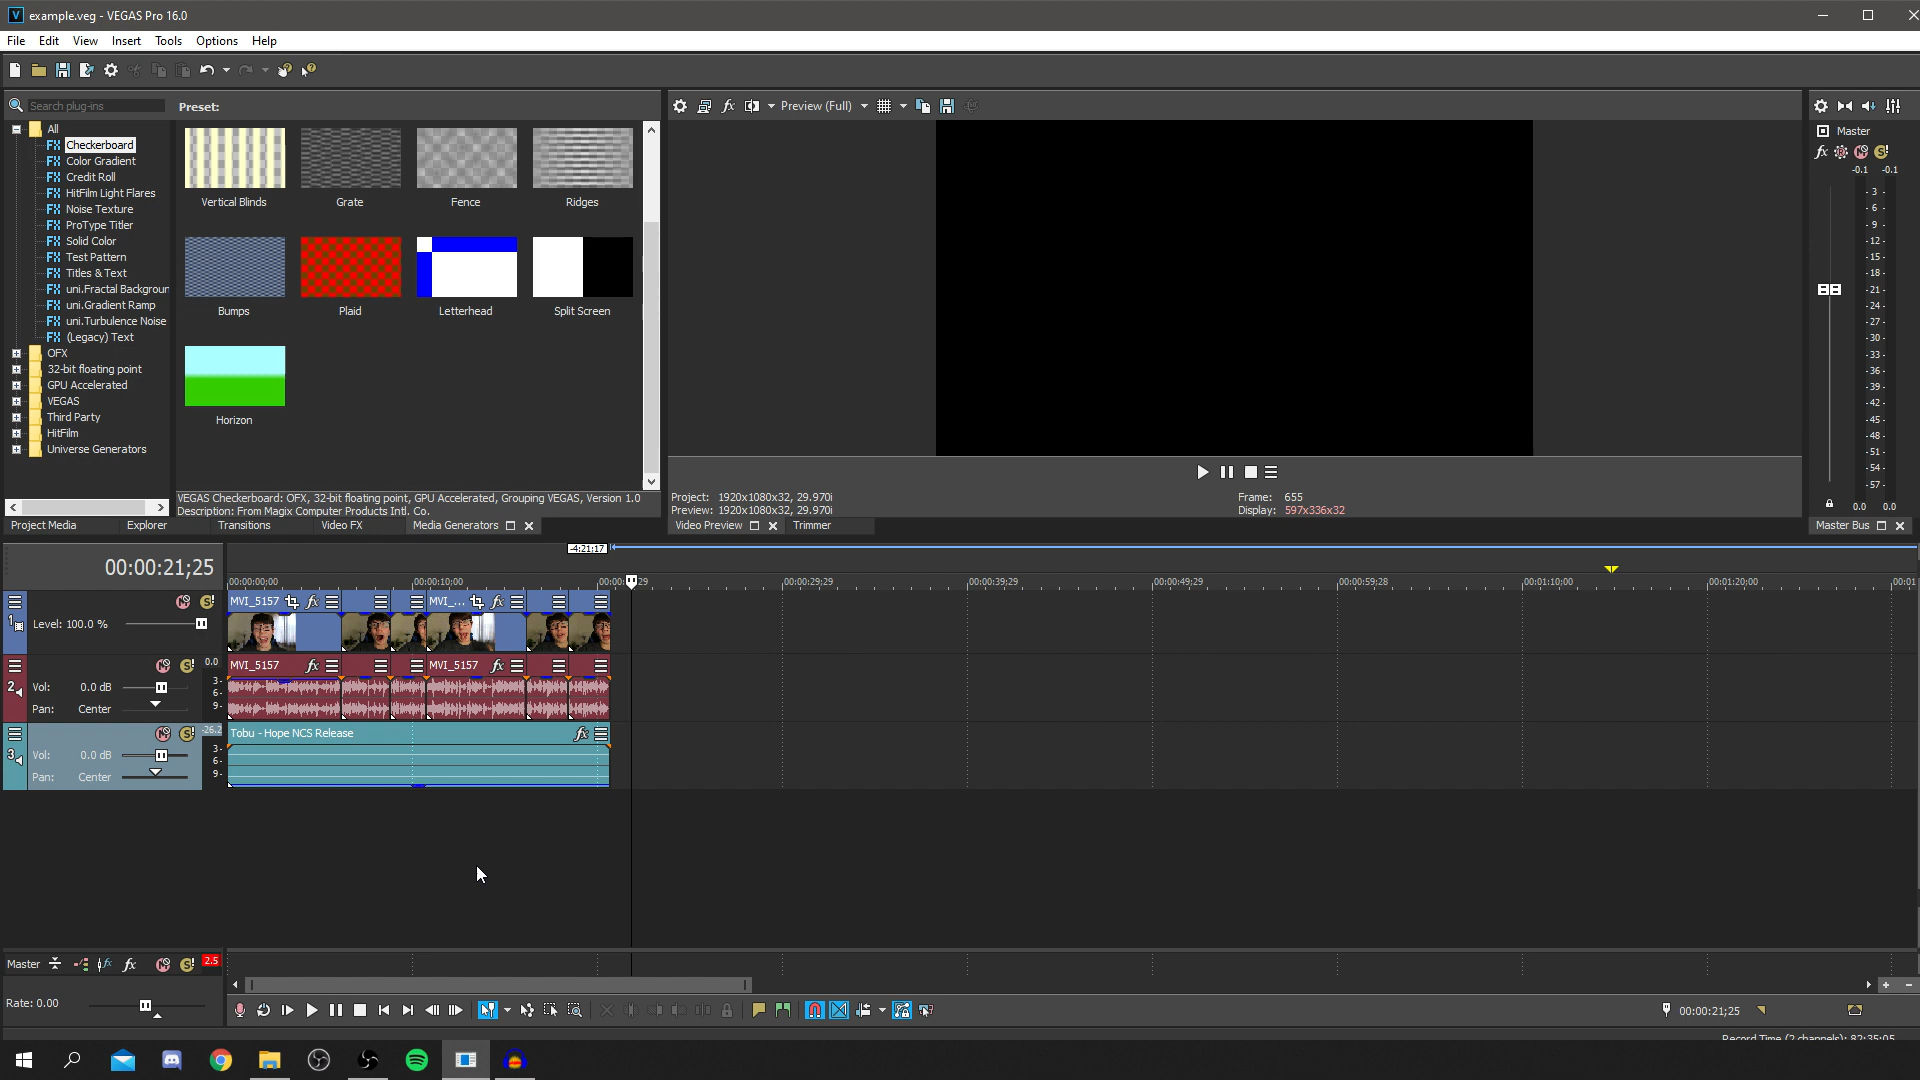 example.veg - VEGAS Pro 16.0
File Edit View Insert Tools Options Help
Search plug-ins
Preset:
Preview (Full)
All
Checkerboard
Color Gradient
Credit Roll
HitFilm Light Flares
Noise Texture
ProType Titler
Solid Color
Test Pattern
Titles & Text
uni.Fractal Backgroun
uni.Gradient Ramp
uni.Turbulence Noise
(Legacy) Text
OFX
32-bit floating point
GPU Accelerated
VEGAS
Third Party
HitFilm
Universe Generators
Vertical Blinds Grate Fence Ridges
Bumps Plaid Letterhead Split Screen
Horizon
VEGAS Checkerboard: OFX, 32-bit floating point, GPU Accelerated, Grouping VEGAS, Version 1.0
Description: From Magix Computer Products Intl. Co.
Project Media Explorer Transitions Video FX Media Generators
Project: 1920x1080x32, 29.970i
Preview: 1920x1080x32, 29.970i
Frame: 655
Display: 597x336x32
Video Preview Trimmer
Master
-0.1 -0.1
- 3 -
- 6 -
- 9 -
-12-
-15-
-18-
-21-
-24-
-27-
-30-
-33-
-36-
-39-
-42-
-45-
-48-
-51-
-54-
-57-
0.0 0.0
Master Bus
00:00:21;25
-4:21;17
00:00:00;00 00:00:10;00 00:00: 29 00:00:29;29 00:00:39;29 00:00:49;29 00:00:59;28 00:01:10;00 00:01:20;00 00:01
1
Level: 100.0 %
MVI_5157 MVI_...
2
0.0
Vol: 0.0 dB
Pan: Center
3-
6-
9-
MVI_5157 MVI_5157
3
-26.2
Vol: 0.0 dB
Pan: Center
3-
6-
9-
Tobu - Hope NCS Release
Master 2.5
Rate: 0.00
00:00:21;25
Record Time (2 channels): 82:35:05